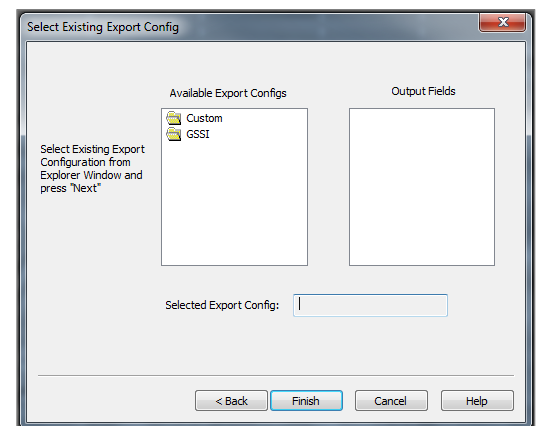 Select Existing Export Config
Available Export Configs
Output Fields
Custom
GSSI
Select Existing Export
Configuration from
Explorer Window and
press "Next"
Selected Export Config:
< Back
Finish
Cancel
Help